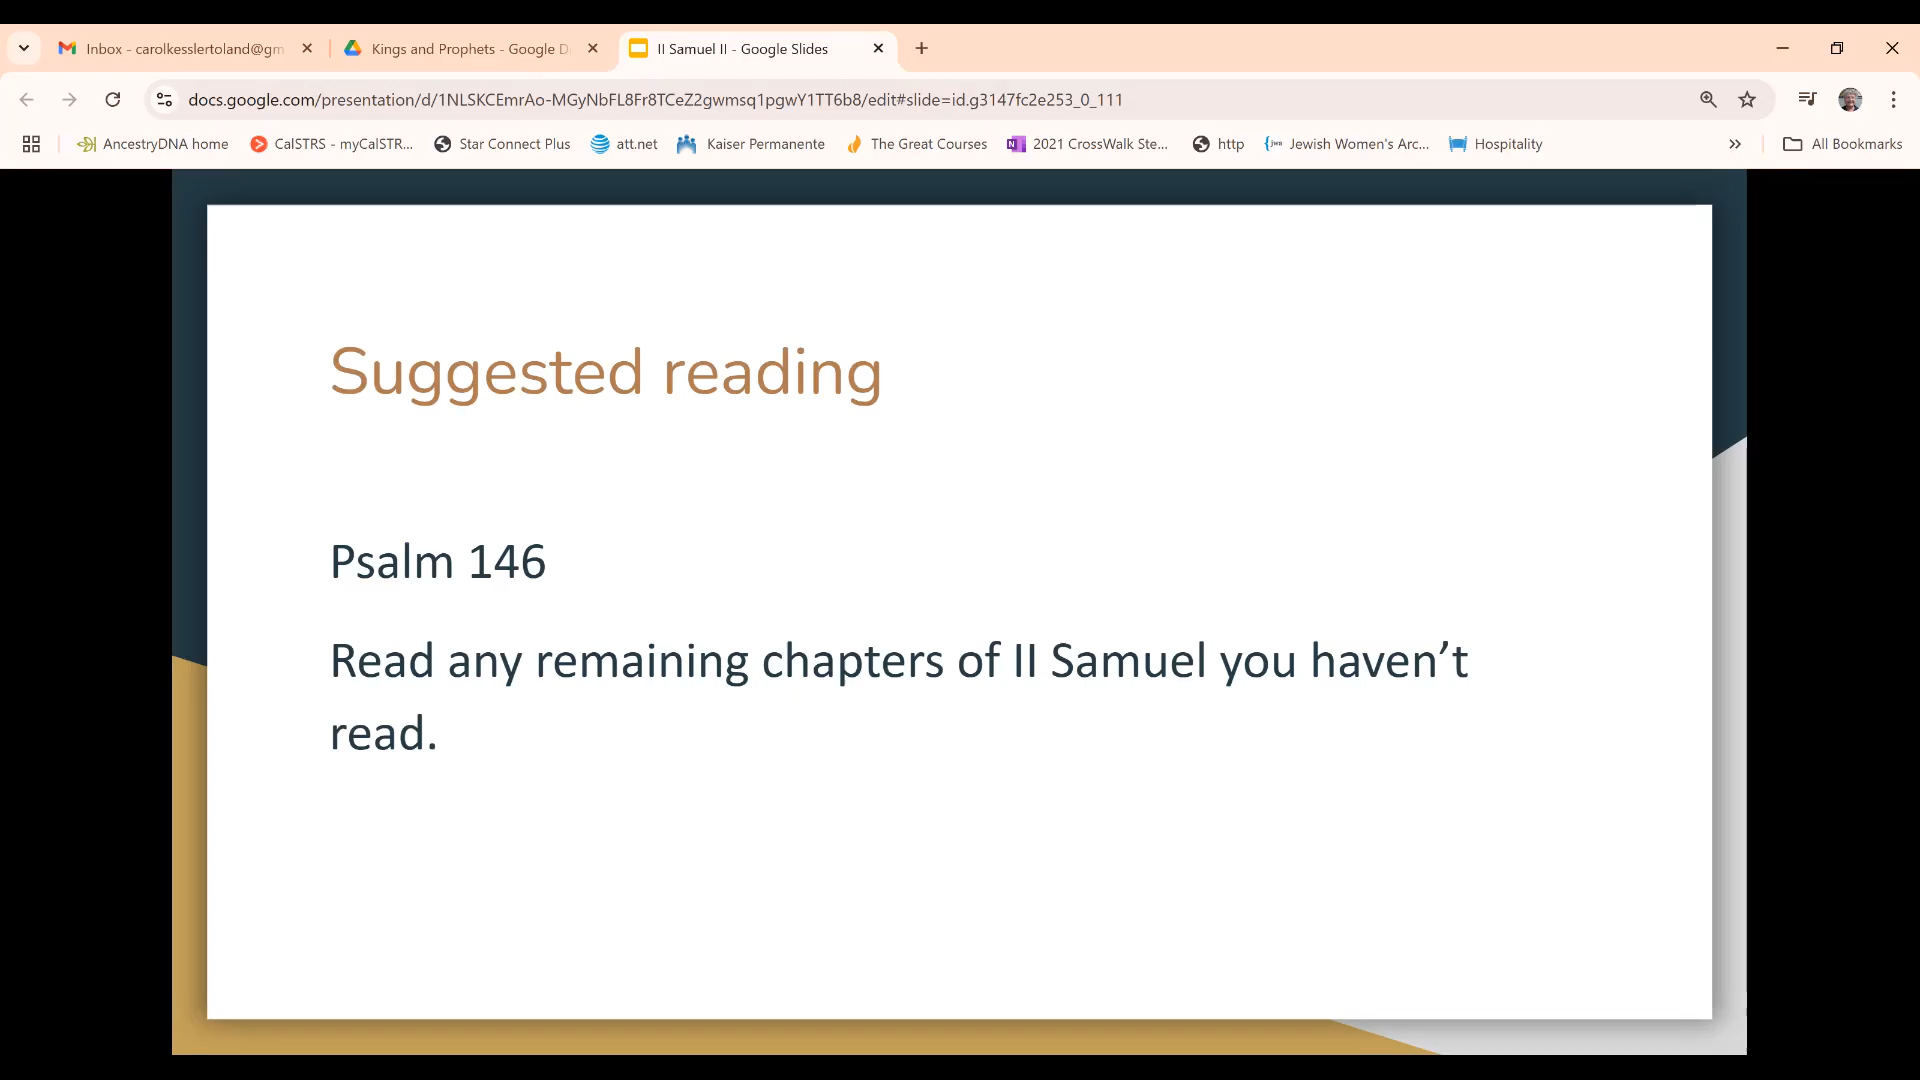 Inbox - carolkesslertoland@gm
Kings and Prophets - Google D
II Samuel II - Google Slides
docs.google.com/presentation/d/1NLSKCEmrAo-MGyNbFL8Fr8TCeZ2gwmsq1pgwY1TT6b8/edit#slide=id.g3147fc2e253_0_111
AncestryDNA home
CalSTRS - myCalSTR...
Star Connect Plus
att.net
Kaiser Permanente
The Great Courses
2021 CrossWalk Ste...
http
Jewish Women's Arc...
Hospitality
All Bookmarks
Suggested reading
Psalm 146
Read any remaining chapters of II Samuel you haven’t
read.